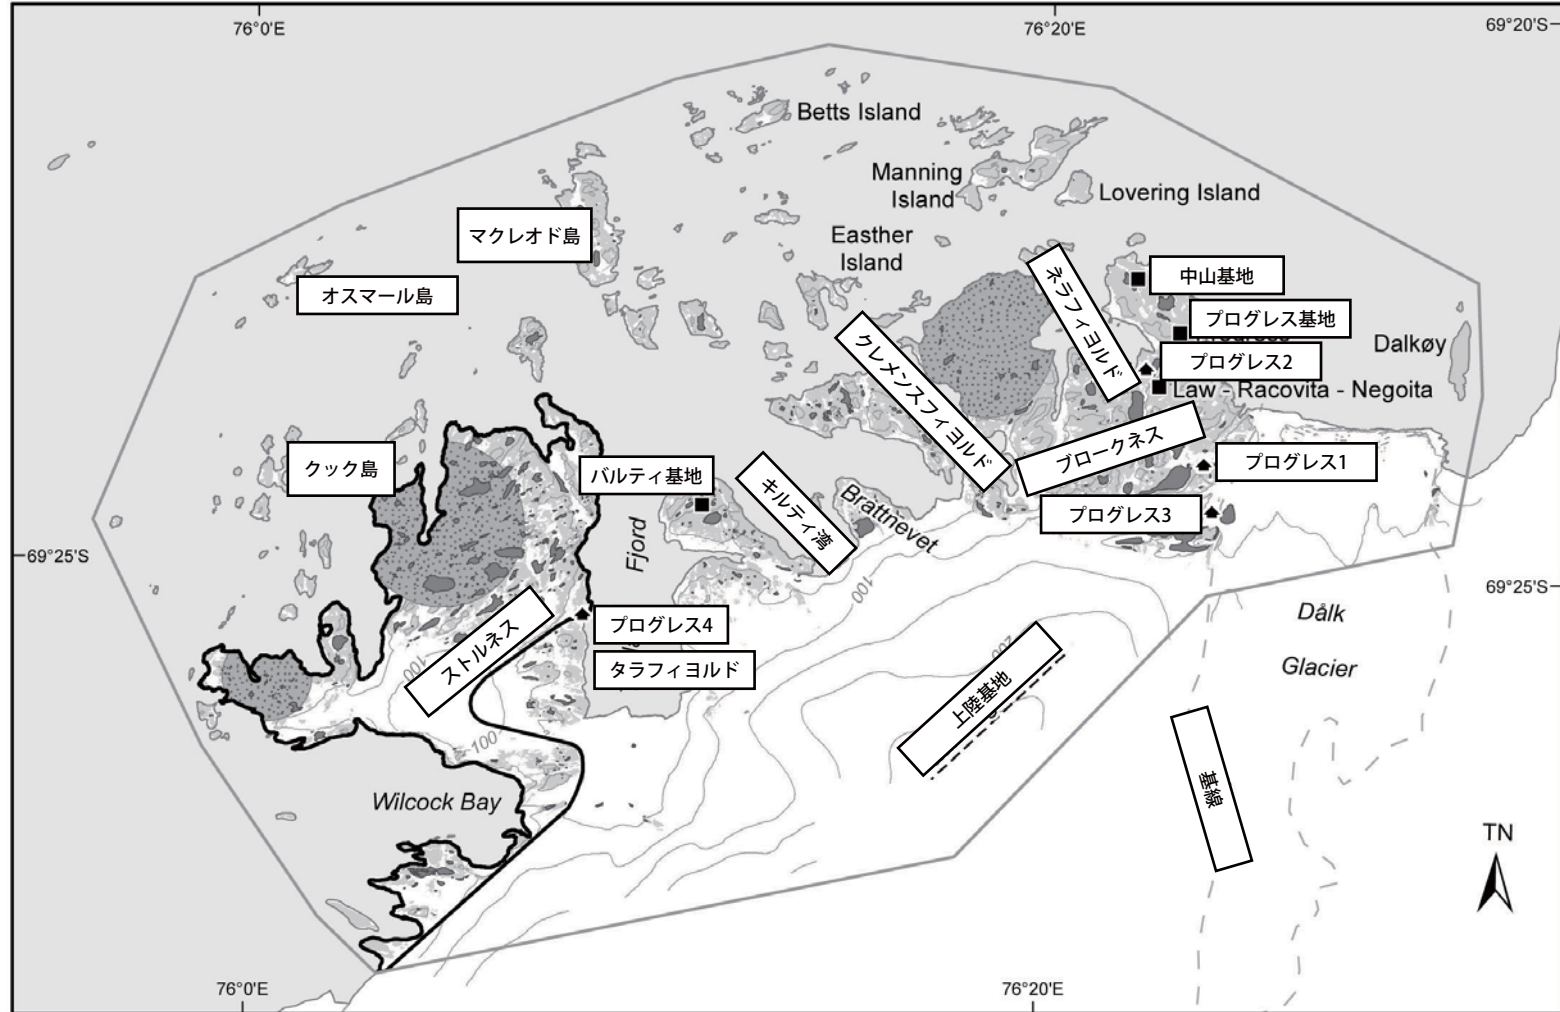 76°0'E
76°20'E
69°20'S
Betts Island
Manning
Island
Lovering Island
マクレオド島
Easther
Island
オスマール島
ネラフィヨルド
中山基地
プログレス基地
Dalkøy
プログレス2
Law - Racovita - Negoita
クレメンスフィヨルド
ブロークネス
クック島
バルティ基地
キルティ湾
Brattnevet
プログレス1
プログレス3
Fjord
69°25'S
100
69°25'S
ストルネス
プログレス4
タラフィヨルド
100
200
上陸基地
Dålk
Glacier
100
基線
Wilcock Bay
TN
76°0'E
76°20'E